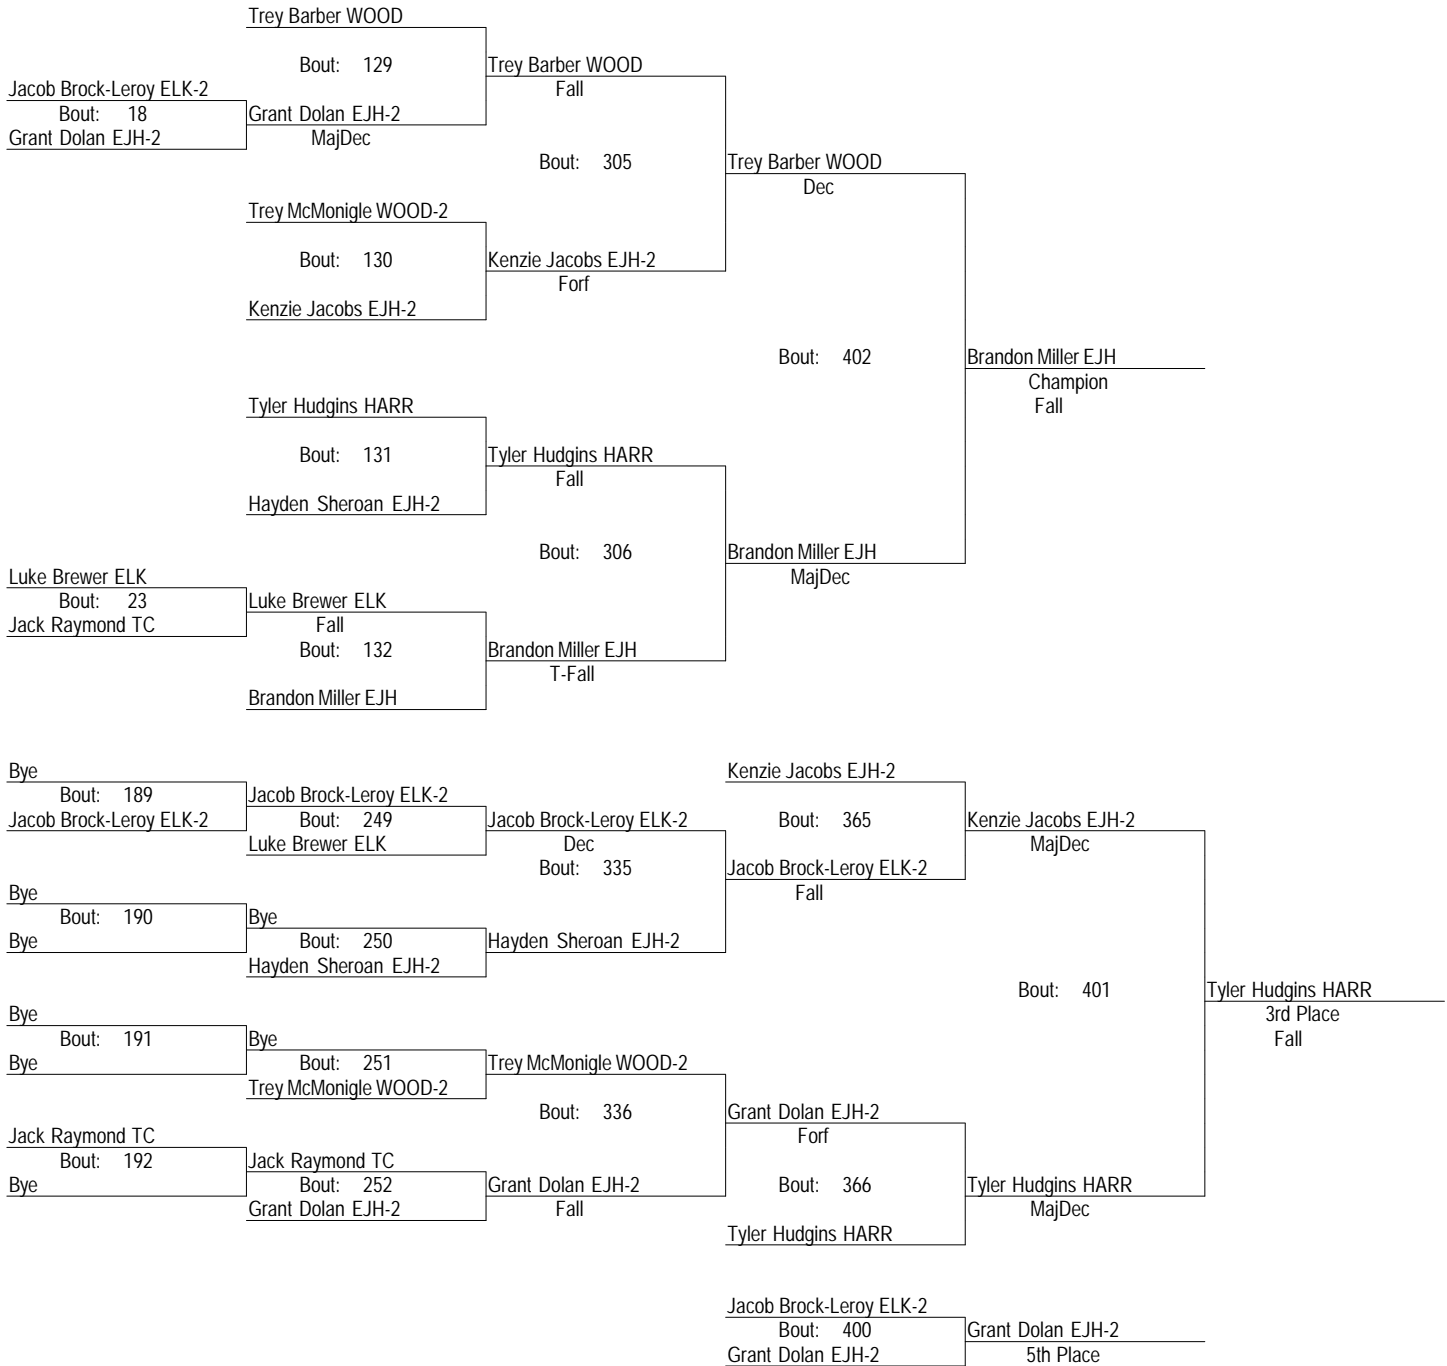 Trey Barber WOOD
Bout: 129
Trey Barber WOOD
Fall
Jacob Brock-Leroy ELK-2
Bout: 18
Grant Dolan EJH-2
Grant Dolan EJH-2
MajDec
Bout: 305
Trey Barber WOOD
Dec
Trey McMonigle WOOD-2
Bout: 130
Kenzie Jacobs EJH-2
Forf
Kenzie Jacobs EJH-2
Bout: 402
Brandon Miller EJH
Champion
Fall
Tyler Hudgins HARR
Bout: 131
Tyler Hudgins HARR
Fall
Hayden Sheroan EJH-2
Bout: 306
Brandon Miller EJH
MajDec
Luke Brewer ELK
Bout: 23
Jack Raymond TC
Luke Brewer ELK
Fall
Bout: 132
Brandon Miller EJH
T-Fall
Brandon Miller EJH
Bye
Bout: 189
Jacob Brock-Leroy ELK-2
Jacob Brock-Leroy ELK-2
Bout: 249
Luke Brewer ELK
Jacob Brock-Leroy ELK-2
Dec
Bout: 335
Kenzie Jacobs EJH-2
Bout: 365
Jacob Brock-Leroy ELK-2
Fall
Kenzie Jacobs EJH-2
MajDec
Bye
Bout: 190
Bye
Bye
Bout: 250
Hayden Sheroan EJH-2
Hayden Sheroan EJH-2
Bout: 401
Tyler Hudgins HARR
3rd Place
Fall
Bye
Bout: 191
Bye
Bye
Bout: 251
Trey McMonigle WOOD-2
Trey McMonigle WOOD-2
Bout: 336
Grant Dolan EJH-2
Forf
Jack Raymond TC
Bout: 192
Bye
Jack Raymond TC
Bout: 252
Grant Dolan EJH-2
Grant Dolan EJH-2
Fall
Bout: 366
Tyler Hudgins HARR
Tyler Hudgins HARR
MajDec
Jacob Brock-Leroy ELK-2
Bout: 400
Grant Dolan EJH-2
Grant Dolan EJH-2
5th Place